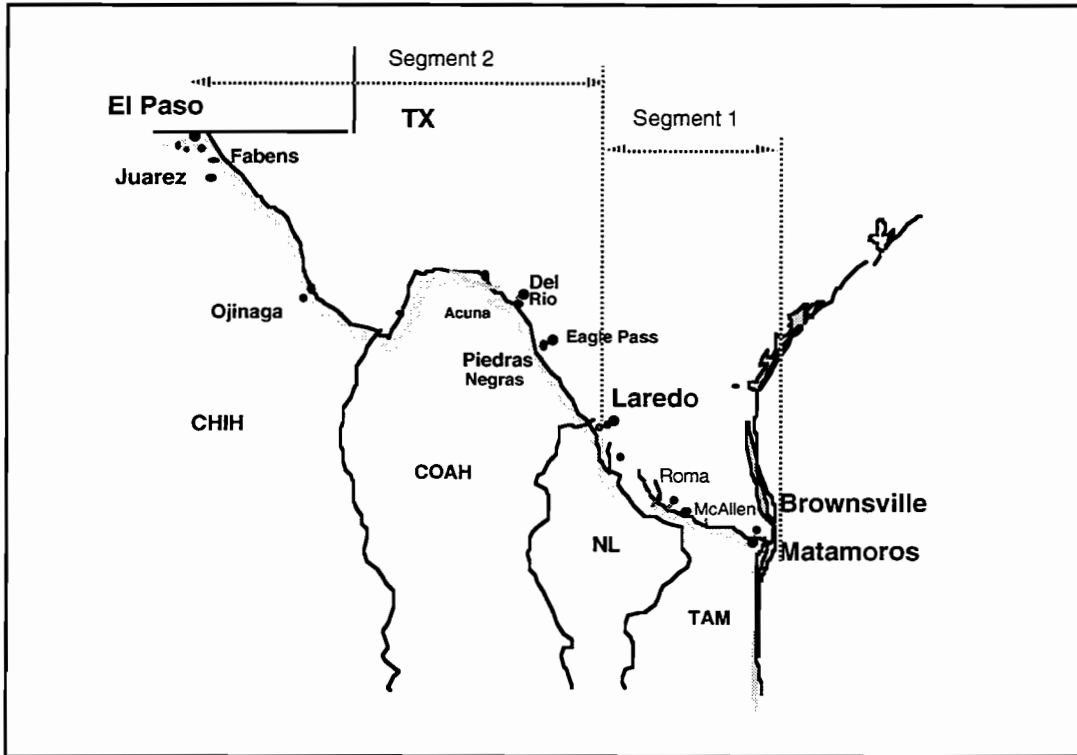 Segment 2
El Paso
TX
Segment 1
Fabens
Juarez
Del
Rio
Ojinaga
Acuna
Eagle Pass
Piedras
Negras
Laredo
CHIH
COAH
Roma
McAllen
Brownsville
NL
Matamoros
TAM